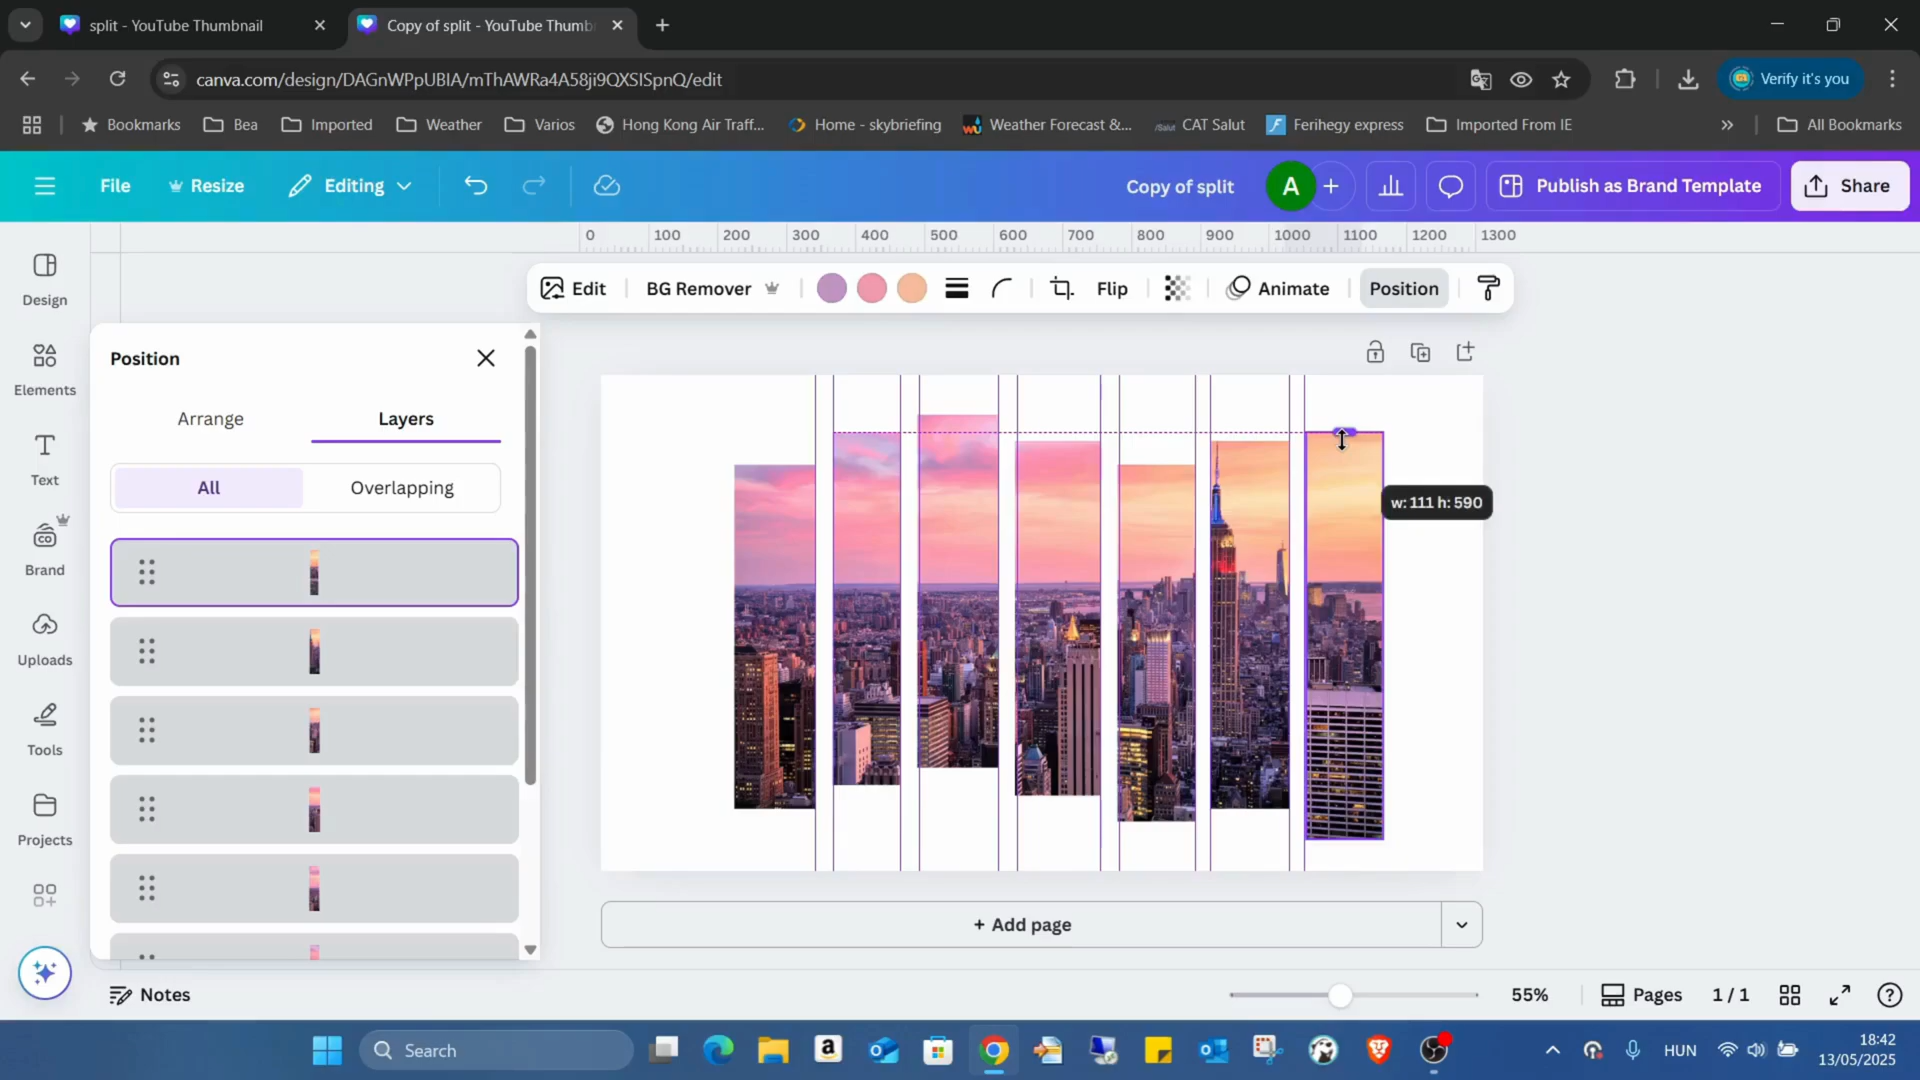 split - YouTube Thumbnail
Copy of split - YouTube Thumb
canva.com/design/DAGnWPpUBIA/mThAWRa4A58ji9QXSISpnQ/edit
Verify it's you
Bookmarks
Bea
Imported
Weather
Varios
Hong Kong Air Traff...
Home - skybriefing
Weather Forecast &...
CAT Salut
Ferihegy express
Imported From IE
All Bookmarks
File
Resize
Editing
Copy of split
A
Publish as Brand Template
Share
0 100 200 300 400 500 600 700 800 900 1000 1100 1200 1300
Design
Elements
Text
Brand
Uploads
Tools
Projects
Edit
BG Remover
Flip
Animate
Position
Position
Arrange
Layers
All
Overlapping
w: 111 h: 590
+ Add page
Notes
55%
Pages
1 / 1
Search
HUN
18:42
13/05/2025